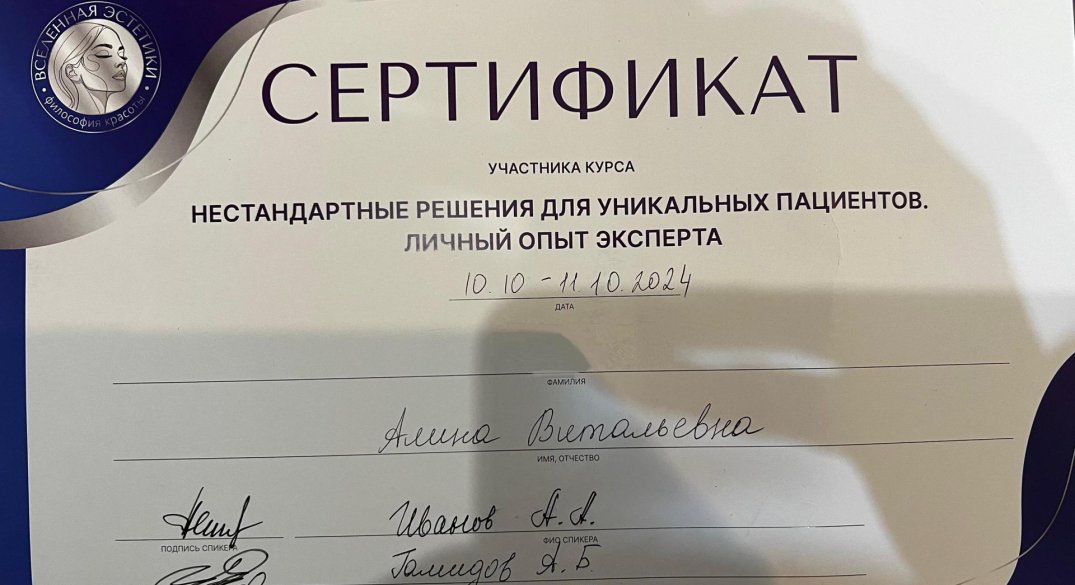 ВСЕЛЕННАЯ ЭСТЕТИКИ
• философия красоты •
СЕРТИФИКАТ
УЧАСТНИКА КУРСА
НЕСТАНДАРТНЫЕ РЕШЕНИЯ ДЛЯ УНИКАЛЬНЫХ ПАЦИЕНТОВ.
ЛИЧНЫЙ ОПЫТ ЭКСПЕРТА
10.10 - 11.10.2024
ДАТА
ФАМИЛИЯ
Алина Витальевна
ИМЯ, ОТЧЕСТВО
Иванов А.А.
ПОДПИСЬ СПИКЕРА ФИО СПИКЕРА
Гамидов А.Б.